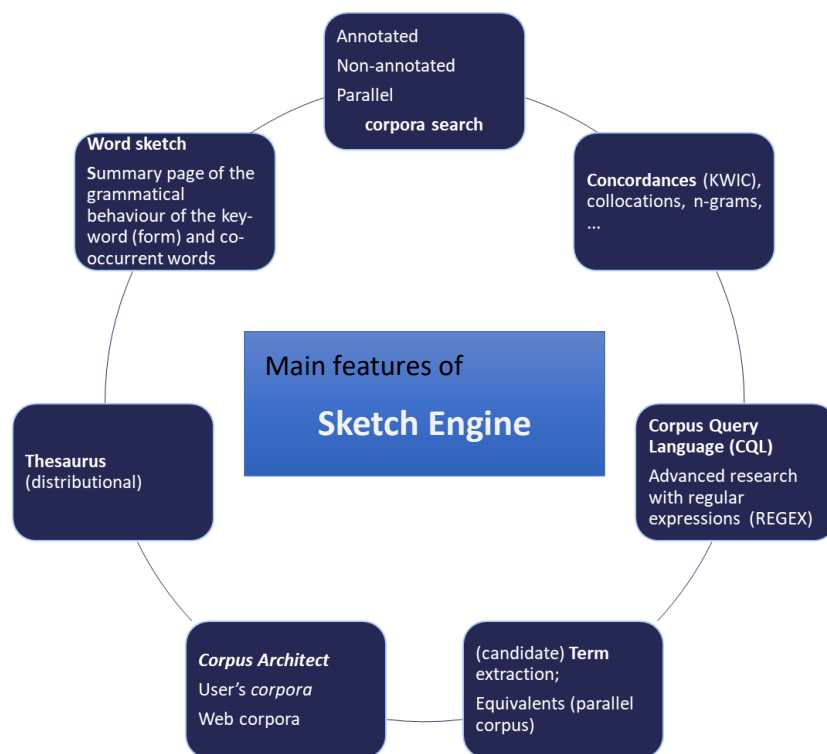 Annotated
Non-annotated
Parallel
corpora search
Word sketch
Summary page of the
grammatical
behaviour of the key-
word (form) and co-
occurrent words
Concordances (KWIC),
collocations, n-grams,
...
Main features of
Sketch Engine
Thesaurus
(distributional)
Corpus Query
Language (CQL)
Advanced research
with regular
expressions (REGEX)
Corpus Architect
User's corpora
Web corpora
(candidate) Term
extraction;
Equivalents (parallel
corpus)